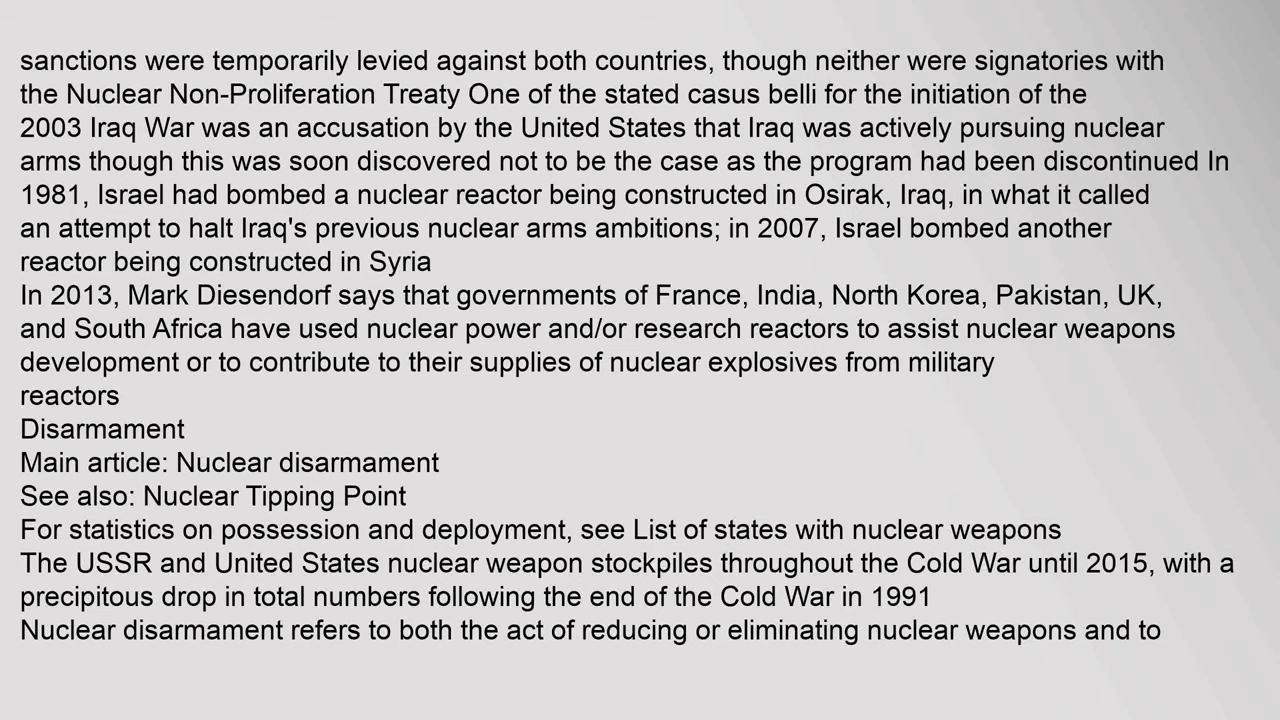 sanctions were temporarily levied against both countries, though neither were signatories with
the Nuclear Non-Proliferation Treaty One of the stated casus belli for the initiation of the
2003 Iraq War was an accusation by the United States that Iraq was actively pursuing nuclear
arms though this was soon discovered not to be the case as the program had been discontinued In
1981, Israel had bombed a nuclear reactor being constructed in Osirak, Iraq, in what it called
an attempt to halt Iraq's previous nuclear arms ambitions; in 2007, Israel bombed another
reactor being constructed in Syria
In 2013, Mark Diesendorf says that governments of France, India, North Korea, Pakistan, UK,
and South Africa have used nuclear power and/or research reactors to assist nuclear weapons
development or to contribute to their supplies of nuclear explosives from military
reactors
Disarmament
Main article: Nuclear disarmament
See also: Nuclear Tipping Point
For statistics on possession and deployment, see List of states with nuclear weapons
The USSR and United States nuclear weapon stockpiles throughout the Cold War until 2015, with a
precipitous drop in total numbers following the end of the Cold War in 1991
Nuclear disarmament refers to both the act of reducing or eliminating nuclear weapons and to